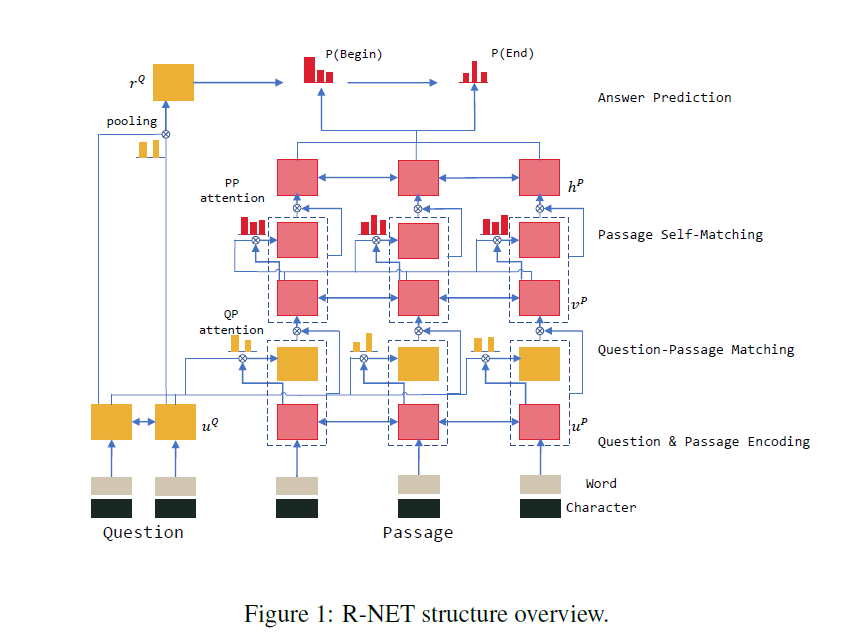 P(Begin)
P(End)
r^Q
Answer Prediction
pooling
PP
attention
h^P
Passage Self-Matching
v^P
QP
attention
Question-Passage Matching
u^Q
u^P
Question & Passage Encoding
Word
Character
Question
Passage
Figure 1: R-NET structure overview.